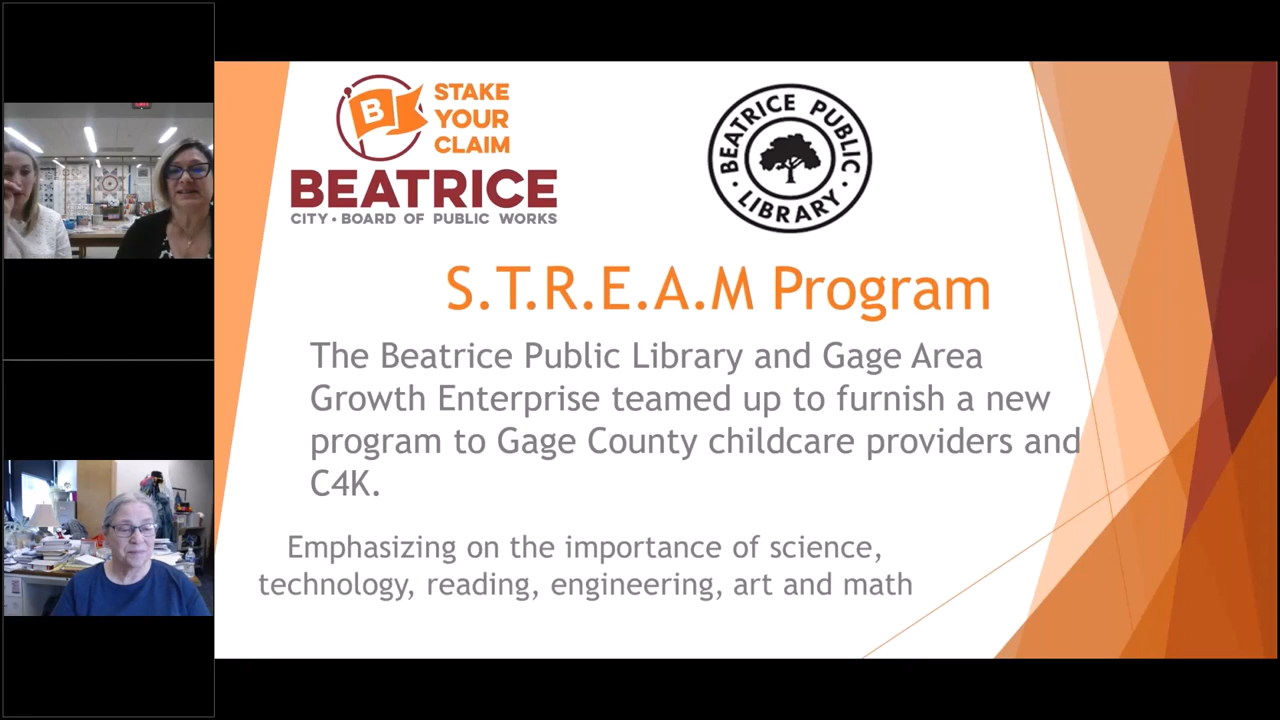 B
STAKE
YOUR
CLAIM
BEATRICE
CITY • BOARD OF PUBLIC WORKS
BEATRICE PUBLIC
• LIBRARY •
S.T.R.E.A.M Program
The Beatrice Public Library and Gage Area
Growth Enterprise teamed up to furnish a new
program to Gage County childcare providers and
C4K.
Emphasizing on the importance of science,
technology, reading, engineering, art and math